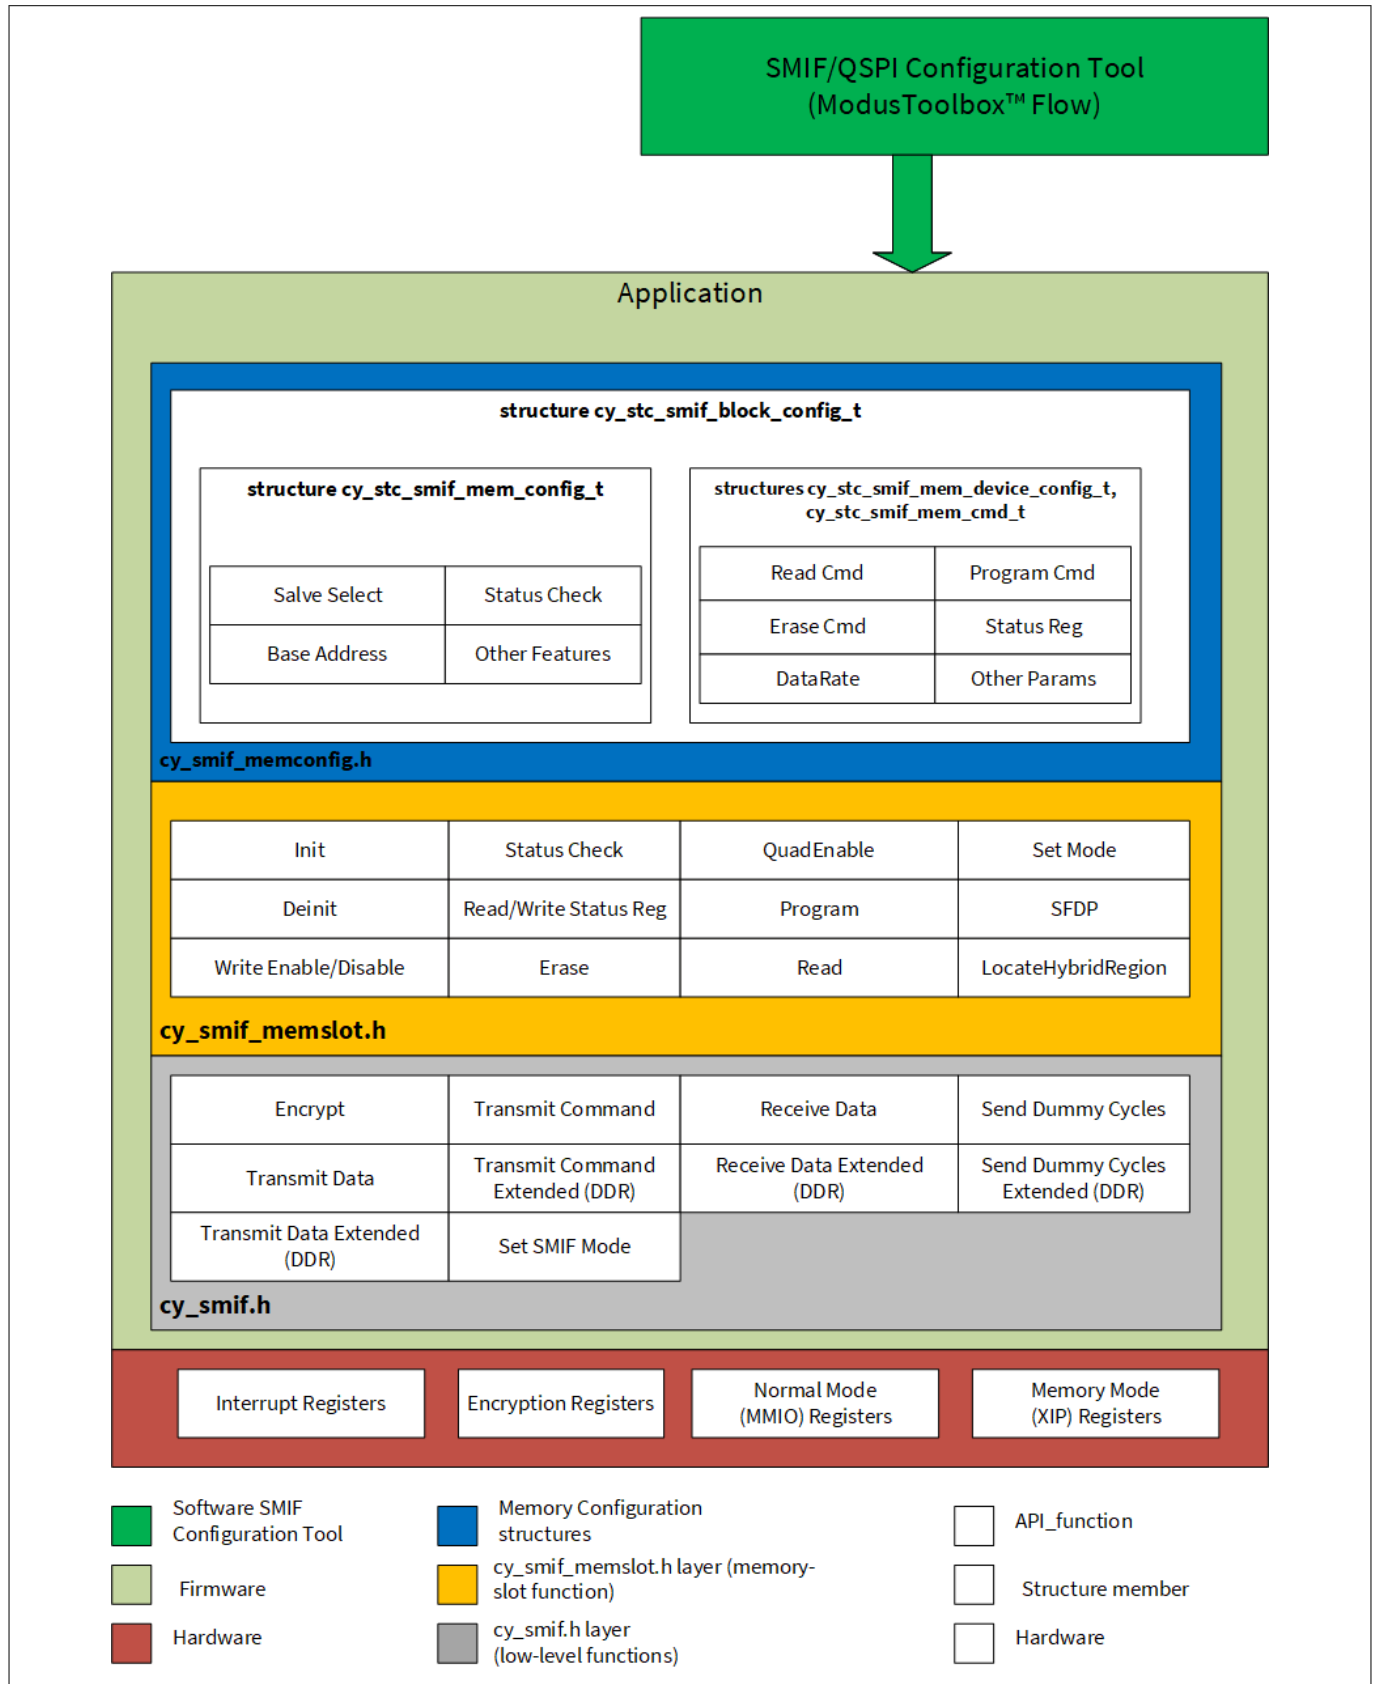 SMIF/QSPI Configuration Tool
(ModusToolbox™ Flow)
Application
structure cy_stc_smif_block_config_t
structure cy_stc_smif_mem_config_t
Salve Select
Status Check
Base Address
Other Features
structures cy_stc_smif_mem_device_config_t,
cy_stc_smif_mem_cmd_t
Read Cmd
Program Cmd
Erase Cmd
Status Reg
DataRate
Other Params
cy_smif_memconfig.h
Init
Status Check
QuadEnable
Set Mode
Deinit
Read/Write Status Reg
Program
SFDP
Write Enable/Disable
Erase
Read
LocateHybridRegion
cy_smif_memslot.h
Encrypt
Transmit Command
Receive Data
Send Dummy Cycles
Transmit Data
Transmit Command
Extended (DDR)
Receive Data Extended
(DDR)
Send Dummy Cycles
Extended (DDR)
Transmit Data Extended
(DDR)
Set SMIF Mode
cy_smif.h
Interrupt Registers
Encryption Registers
Normal Mode
(MMIO) Registers
Memory Mode
(XIP) Registers
Software SMIF
Configuration Tool
Memory Configuration
structures
API_function
Firmware
cy_smif_memslot.h layer (memory-
slot function)
Structure member
Hardware
cy_smif.h layer
(low-level functions)
Hardware